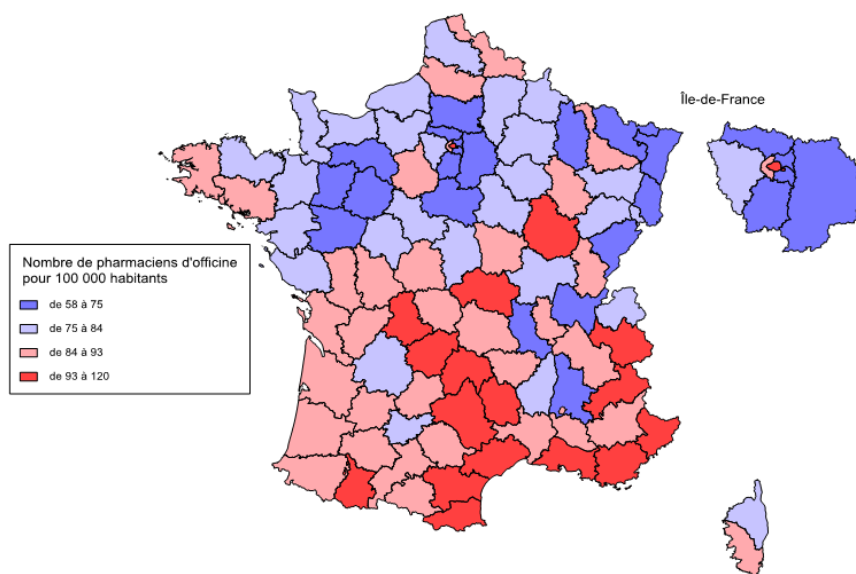 Île-de-France
Nombre de pharmaciens d'officine
pour 100 000 habitants
de 58 à 75
de 75 à 84
de 84 à 93
de 93 à 120